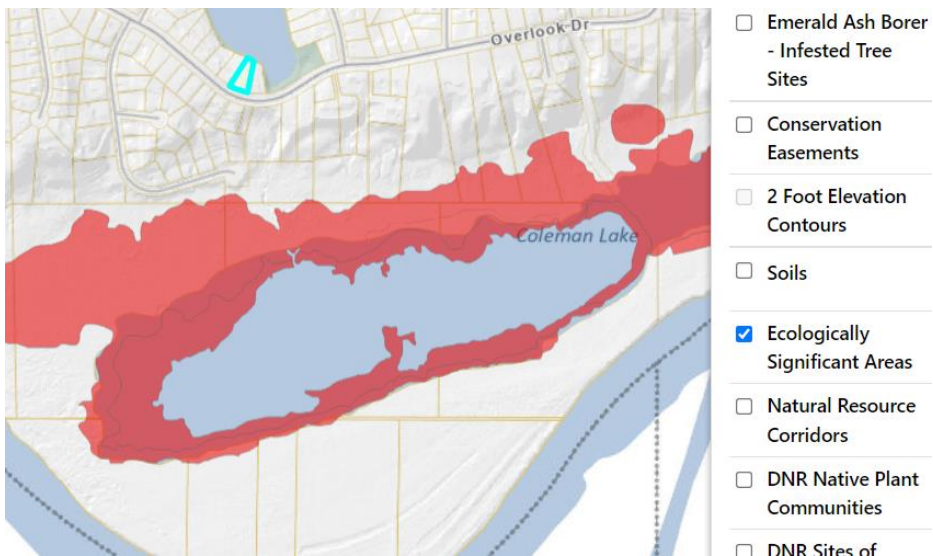 Overlook Dr
Coleman Lake
Emerald Ash Borer
- Infested Tree
Sites
Conservation
Easements
2 Foot Elevation
Contours
Soils
Ecologically
Significant Areas
Natural Resource
Corridors
DNR Native Plant
Communities
DNR Sites of